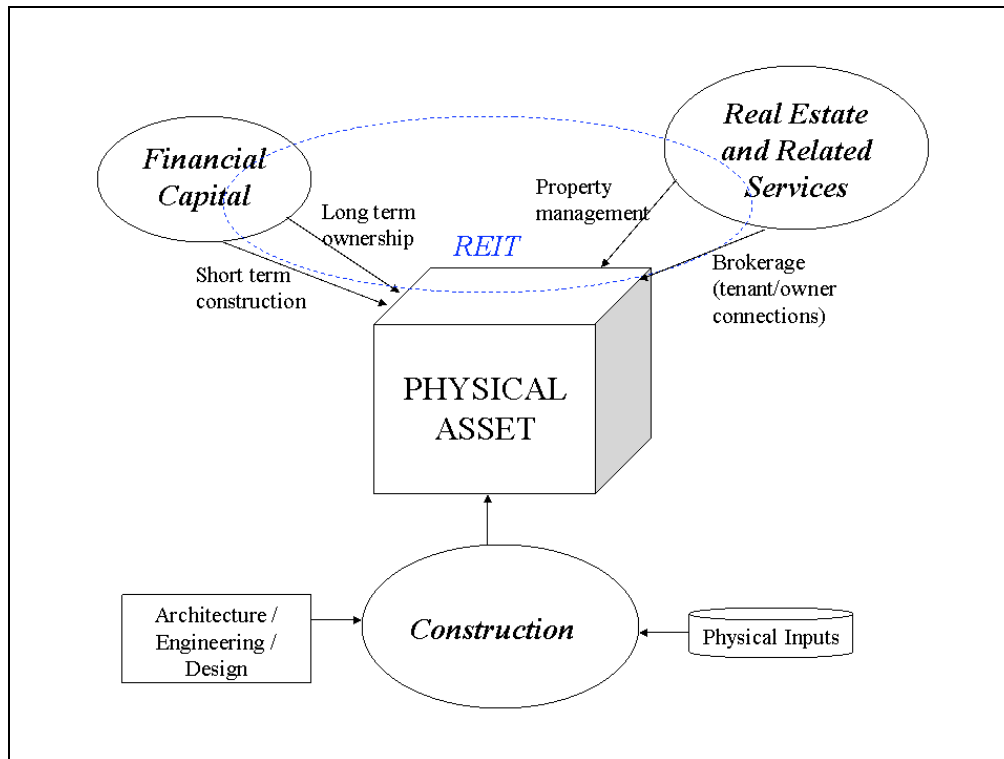 Financial
Capital
Real Estate
and Related
Services
Long term
ownership
Short term
construction
REIT
Property
management
Brokerage
(tenant/owner
connections)
PHYSICAL
ASSET
Architecture /
Engineering /
Design
Construction
Physical Inputs